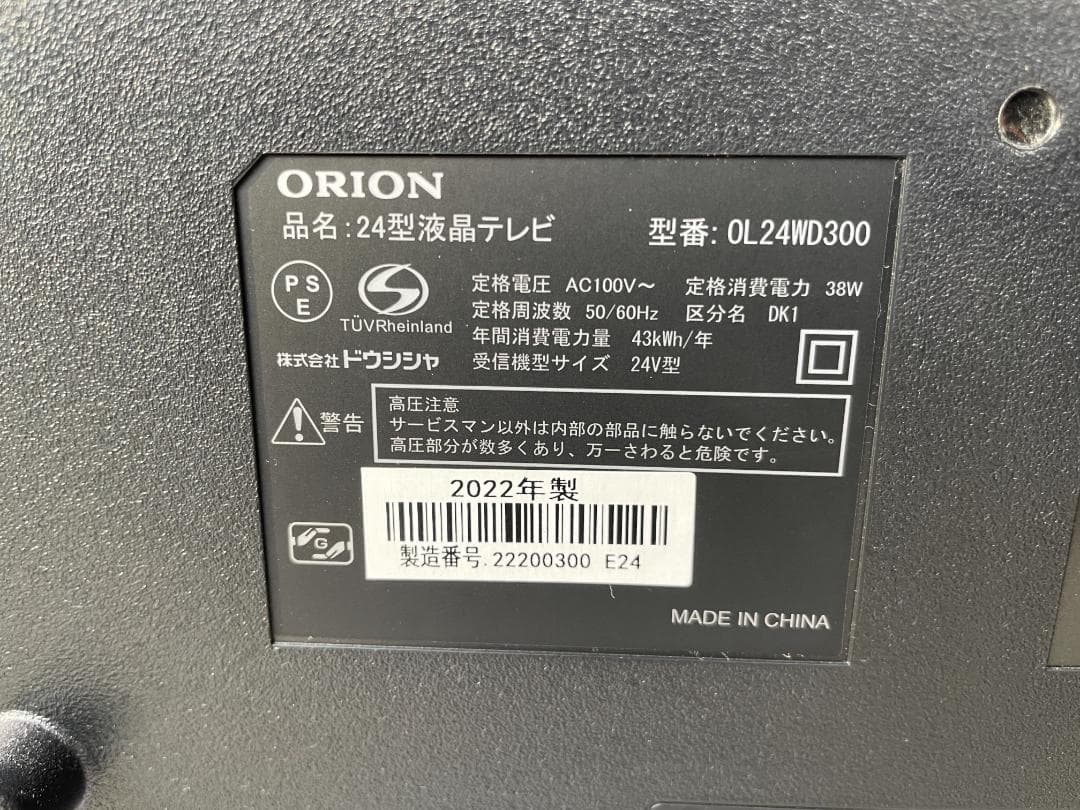 ORION
品名:24型液晶テレビ 型番:OL24WD300
PS
E
TÜVRheinland
定格電圧 AC100V～ 定格消費電力 38W
定格周波数 50/60Hz 区分名 DK1
年間消費電力量 43kWh/年
受信機型サイズ 24V型
株式会社ドウシシャ
警告
高圧注意
サービスマン以外は内部の部品に触らないでください。
高圧部分が数多くあり、万一さわると危険です。
2022年製
製造番号.22200300 E24
G
MADE IN CHINA